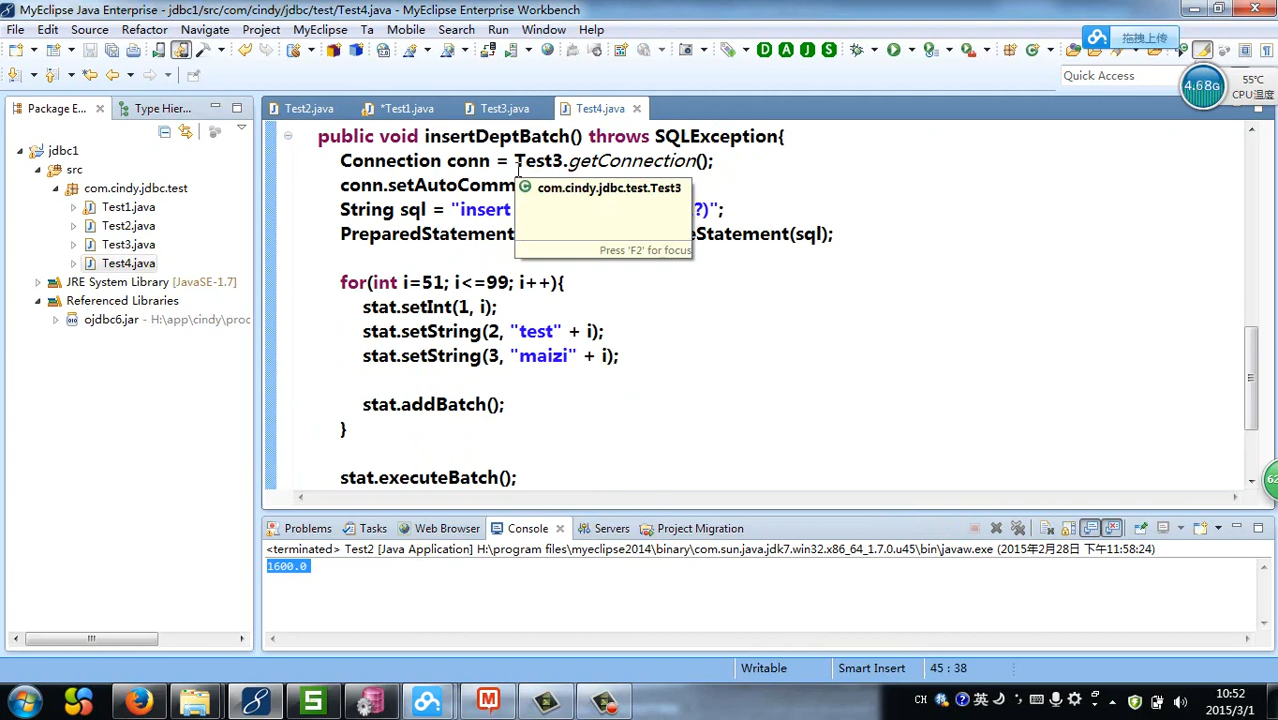 MyEclipse Java Enterprise - jdbc1/src/com/cindy/jdbc/test/Test4.java - MyEclipse Enterprise Workbench
File Edit Source Refactor Navigate Project MyEclipse Ta Mobile Search Run Window Help
拖拽上传
Quick Access
4.68G
55℃
CPU温度
Package E...
Type Hier...
Test2.java
*Test1.java
Test3.java
Test4.java
jdbc1
src
com.cindy.jdbc.test
Test1.java
Test2.java
Test3.java
Test4.java
JRE System Library [JavaSE-1.7]
Referenced Libraries
ojdbc6.jar - H:\app\cindy\proc
public void insertDeptBatch() throws SQLException{
Connection conn = Test3.getConnection();
conn.setAutoComm
String sql = "insert ?)";
PreparedStatement eStatement(sql);
com.cindy.jdbc.test.Test3
Press 'F2' for focus
for(int i=51; i<=99; i++){
stat.setInt(1, i);
stat.setString(2, "test" + i);
stat.setString(3, "maizi" + i);
stat.addBatch();
}
stat.executeBatch();
62
Problems Tasks Web Browser Console Servers Project Migration
<terminated> Test2 [Java Application] H:\program files\myeclipse2014\binary\com.sun.java.jdk7.win32.x86_64_1.7.0.u45\bin\javaw.exe (2015年2月28日 下午11:58:24)
1600.0
Writable
Smart Insert
45 : 38
CH
英
10:52
2015/3/1